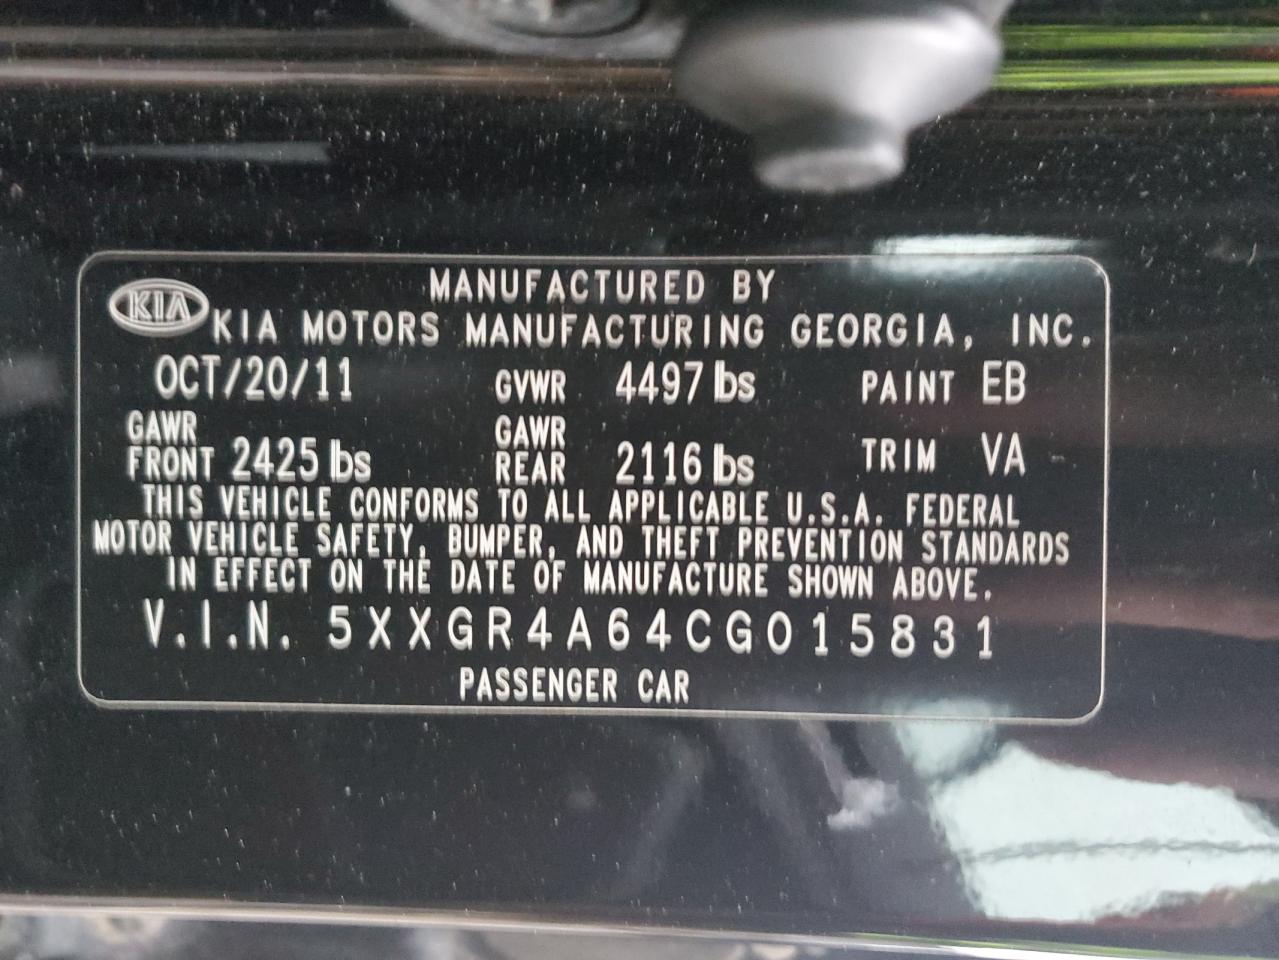 MANUFACTURED BY
KIA KIA MOTORS MANUFACTURING GEORGIA, INC.
OCT/20/11 GVWR 4497 lbs PAINT EB
GAWR FRONT 2425 lbs GAWR REAR 2116 lbs TRIM VA
THIS VEHICLE CONFORMS TO ALL APPLICABLE U.S.A. FEDERAL
MOTOR VEHICLE SAFETY, BUMPER, AND THEFT PREVENTION STANDARDS
IN EFFECT ON THE DATE OF MANUFACTURE SHOWN ABOVE.
V.I.N. 5XXGR4A64CG015831
PASSENGER CAR